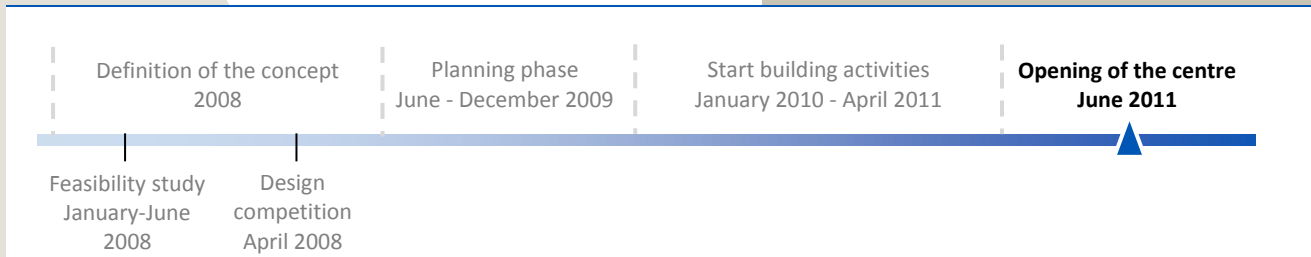 Definition of the concept
2008
Planning phase
June - December 2009
Start building activities
January 2010 - April 2011
Opening of the centre
June 2011
Feasibility study
January-June
2008
Design
competition
April 2008